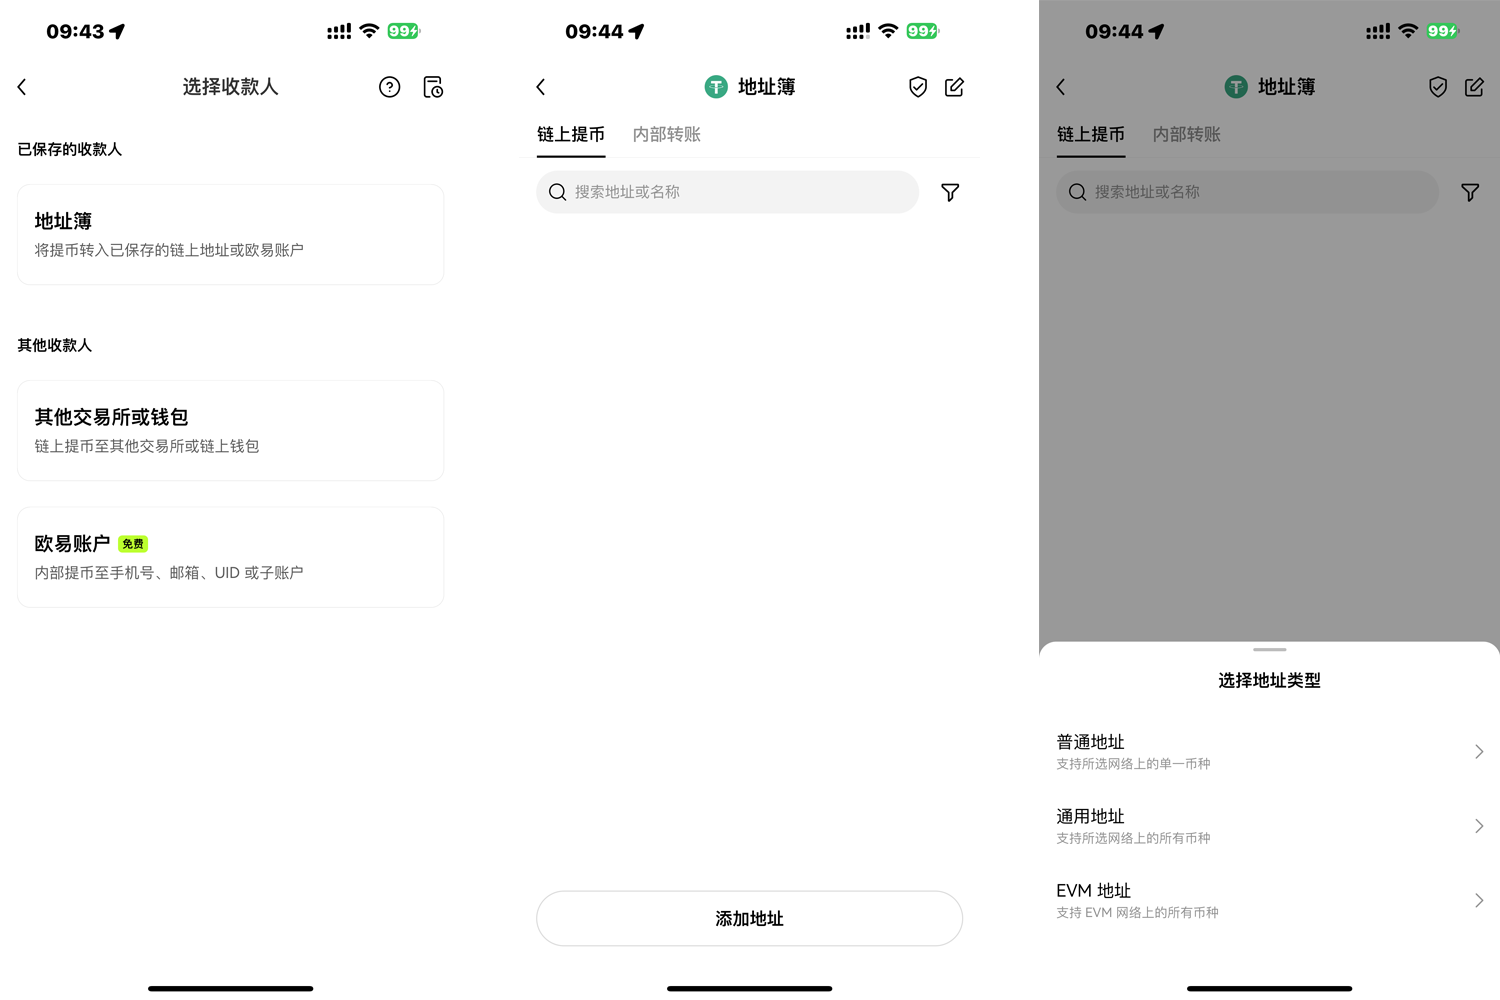 09:43
99
选择收款人
已保存的收款人
地址簿
将提币转入已保存的链上地址或欧易账户
其他收款人
其他交易所或钱包
链上提币至其他交易所或链上钱包
欧易账户 免费
内部提币至手机号、邮箱、UID 或子账户
09:44
99
地址簿
链上提币 内部转账
搜索地址或名称
添加地址
09:44
99
地址簿
链上提币 内部转账
搜索地址或名称
选择地址类型
普通地址
支持所选网络上的单一币种
通用地址
支持所选网络上的所有币种
EVM 地址
支持 EVM 网络上的所有币种